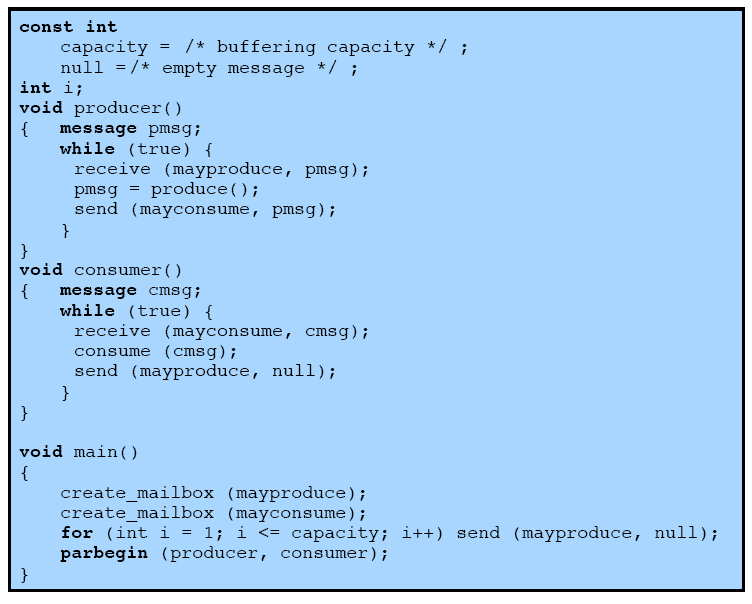 const int
    capacity = /* buffering capacity */ ;
    null =/* empty message */ ;
int i;
void producer()
{   message pmsg;
    while (true) {
     receive (mayproduce, pmsg);
     pmsg = produce();
     send (mayconsume, pmsg);
    }
}
void consumer()
{   message cmsg;
    while (true) {
     receive (mayconsume, cmsg);
     consume (cmsg);
     send (mayproduce, null);
    }
}

void main()
{
    create_mailbox (mayproduce);
    create_mailbox (mayconsume);
    for (int i = 1; i <= capacity; i++) send (mayproduce, null);
    parbegin (producer, consumer);
}